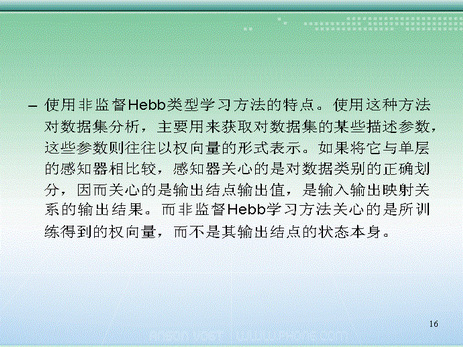 – 使用非监督Hebb类型学习方法的特点。使用这种方法
对数据集分析，主要用来获取对数据集的某些描述参数，
这些参数则往往以权向量的形式表示。如果将它与单层
的感知器相比较，感知器关心的是对数据类别的正确划
分，因而关心的是输出结点输出值，是输入输出映射关
系的输出结果。而非监督Hebb学习方法关心的是所训
练得到的权向量，而不是其输出结点的状态本身。
16